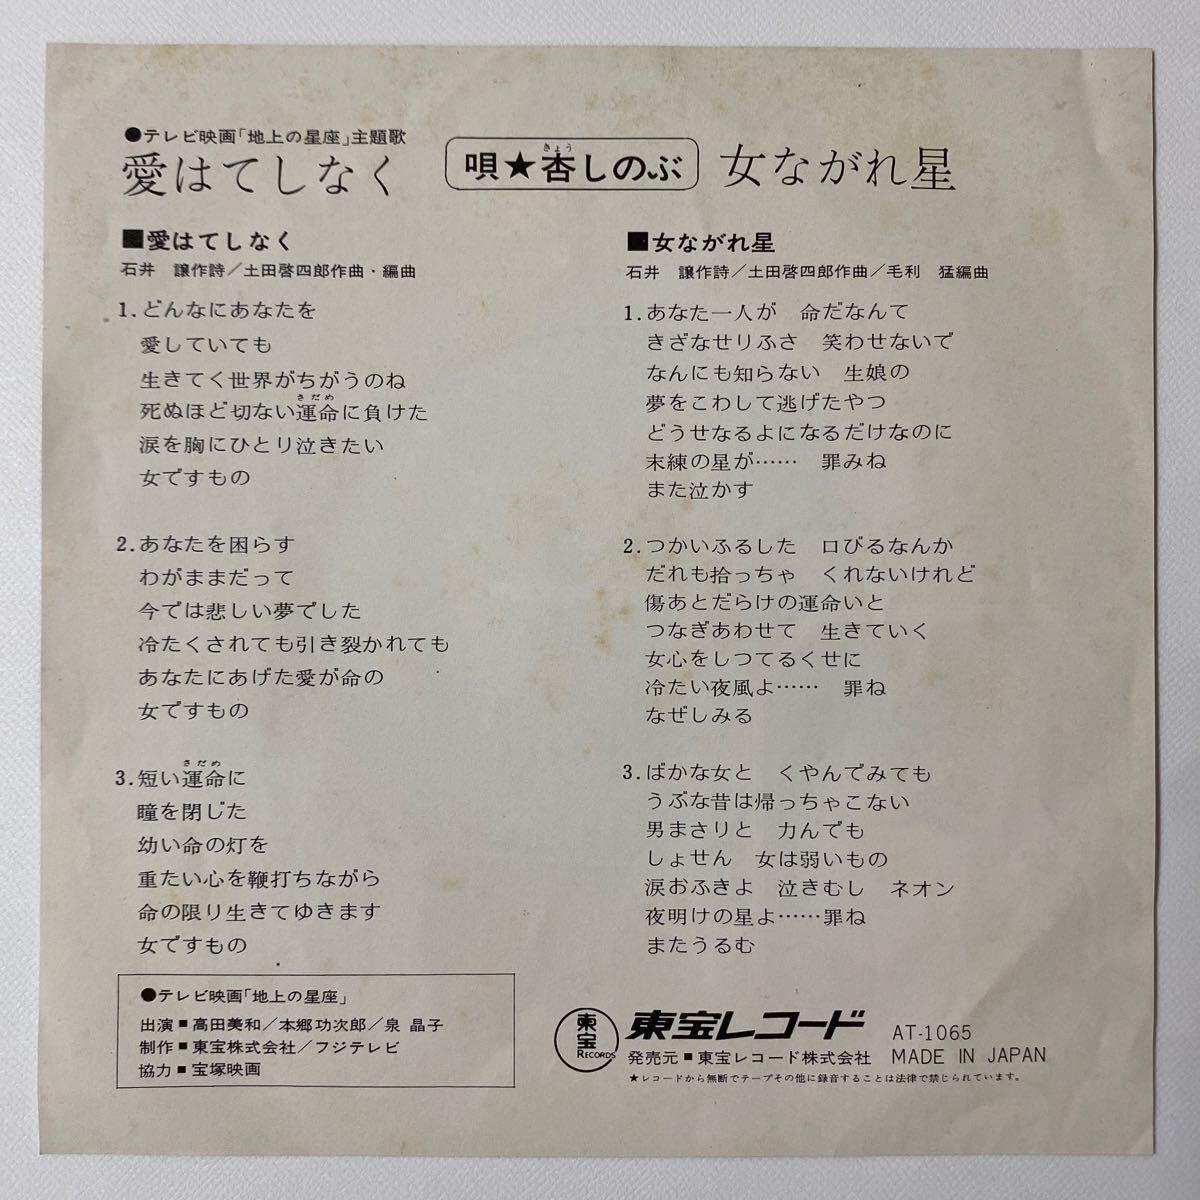 ●テレビ映画「地上の星座」主題歌
愛はてしなく
唄★杏しのぶ
きょう
女ながれ星
■愛はてしなく
石井 譲作詩／土田啓四郎作曲・編曲
1.どんなにあなたを
愛していても
生きてく世界がちがうのね
さだめ
死ぬほど切ない運命に負けた
涙を胸にひとり泣きたい
女ですもの
2.あなたを困らす
わがままだって
今では悲しい夢でした
冷たくされても引き裂かれても
あなたにあげた愛が命の
女ですもの
さだめ
3.短い運命に
瞳を閉じた
幼い命の灯を
重たい心を鞭打ちながら
命の限り生きてゆきます
女ですもの
■女ながれ星
石井 譲作詩／土田啓四郎作曲／毛利 猛編曲
1.あなた一人が 命だなんて
きざなせりふさ 笑わせないで
なんにも知らない 生娘の
夢をこわして逃げたやつ
どうせなるよになるだけなのに
末練の星が…… 罪みね
また泣かす
2.つかいふるした 口びるなんか
だれも拾っちゃ くれないけれど
傷あとだらけの運命いと
つなぎあわせて 生きていく
女心をしつてるくせに
冷たい夜風よ…… 罪ね
なぜしみる
3.ばかな女と くやんでみても
うぶな昔は帰っちゃこない
男まさりと 力んでも
しょせん 女は弱いもの
涙おふきよ 泣きむし ネオン
夜明けの星よ……罪ね
またうるむ
●テレビ映画「地上の星座」
出演■高田美和／本郷功次郎／泉 晶子
制作■東宝株式会社／フジテレビ
協力■宝塚映画
東宝
RECORDS
東宝レコード AT-1065
発売元■東宝レコード株式会社 MADE IN JAPAN
★レコードから無断でテープその他に録音することは法律で禁じられています。